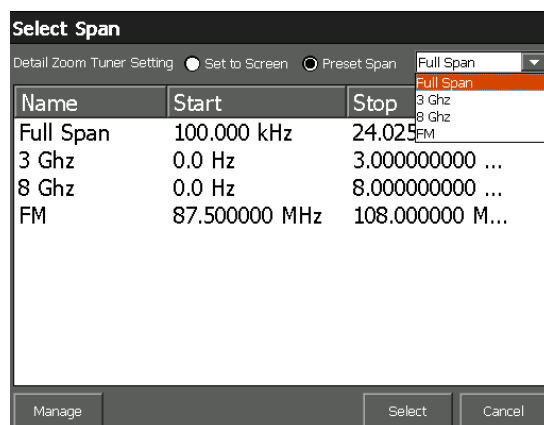 Select Span
Detail Zoom Tuner Setting Set to Screen Preset Span Full Span
Full Span
3 Ghz
8 Ghz
FM
Name Start Stop
Full Span 100.000 kHz 24.025
3 Ghz 0.0 Hz 3.000000000 ...
8 Ghz 0.0 Hz 8.000000000 ...
FM 87.500000 MHz 108.000000 M...
Manage Select Cancel